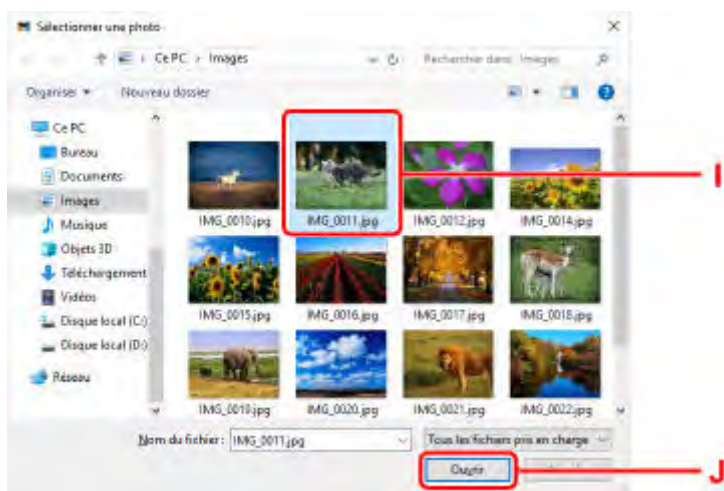 Sélectionner une photo
Ce PC › Images
Rechercher dans : Images
Organiser
Nouveau dossier
Ce PC
Bureau
Documents
Images
Musique
Objets 3D
Téléchargement
Vidéos
Disque local (C:)
Disque local (D:)
Réseau
IMG_0010.jpg
IMG_0011.jpg
IMG_0012.jpg
IMG_0014.jpg
IMG_0015.jpg
IMG_0016.jpg
IMG_0017.jpg
IMG_0018.jpg
IMG_0019.jpg
IMG_0020.jpg
IMG_0021.jpg
IMG_0022.jpg
Nom du fichier : IMG_0011.jpg
Tous les fichiers pris en charge
Ouvrir
I
J